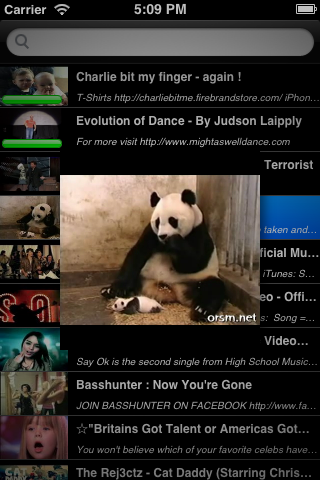 Carrier 5:09 PM
Charlie bit my finger - again !
T-Shirts http://charliebitme.firebrandstore.com/ iPhon...
Evolution of Dance - By Judson Laipply
For more visit http://www.mightaswelldance.com
Terrorist
taken and...
orsm.net
ficial Mu...
iTunes: S...
eo - Offi...
Song =...
Video...
Say Ok is the second single from High School Music...
Basshunter : Now You're Gone
JOIN BASSHUNTER ON FACEBOOK http://www.fa...
☆"Britains Got Talent or Americas Got...
You won't believe which of your favorite celebs have...
The Rej3ctz - Cat Daddy (Starring Chris...
CAT